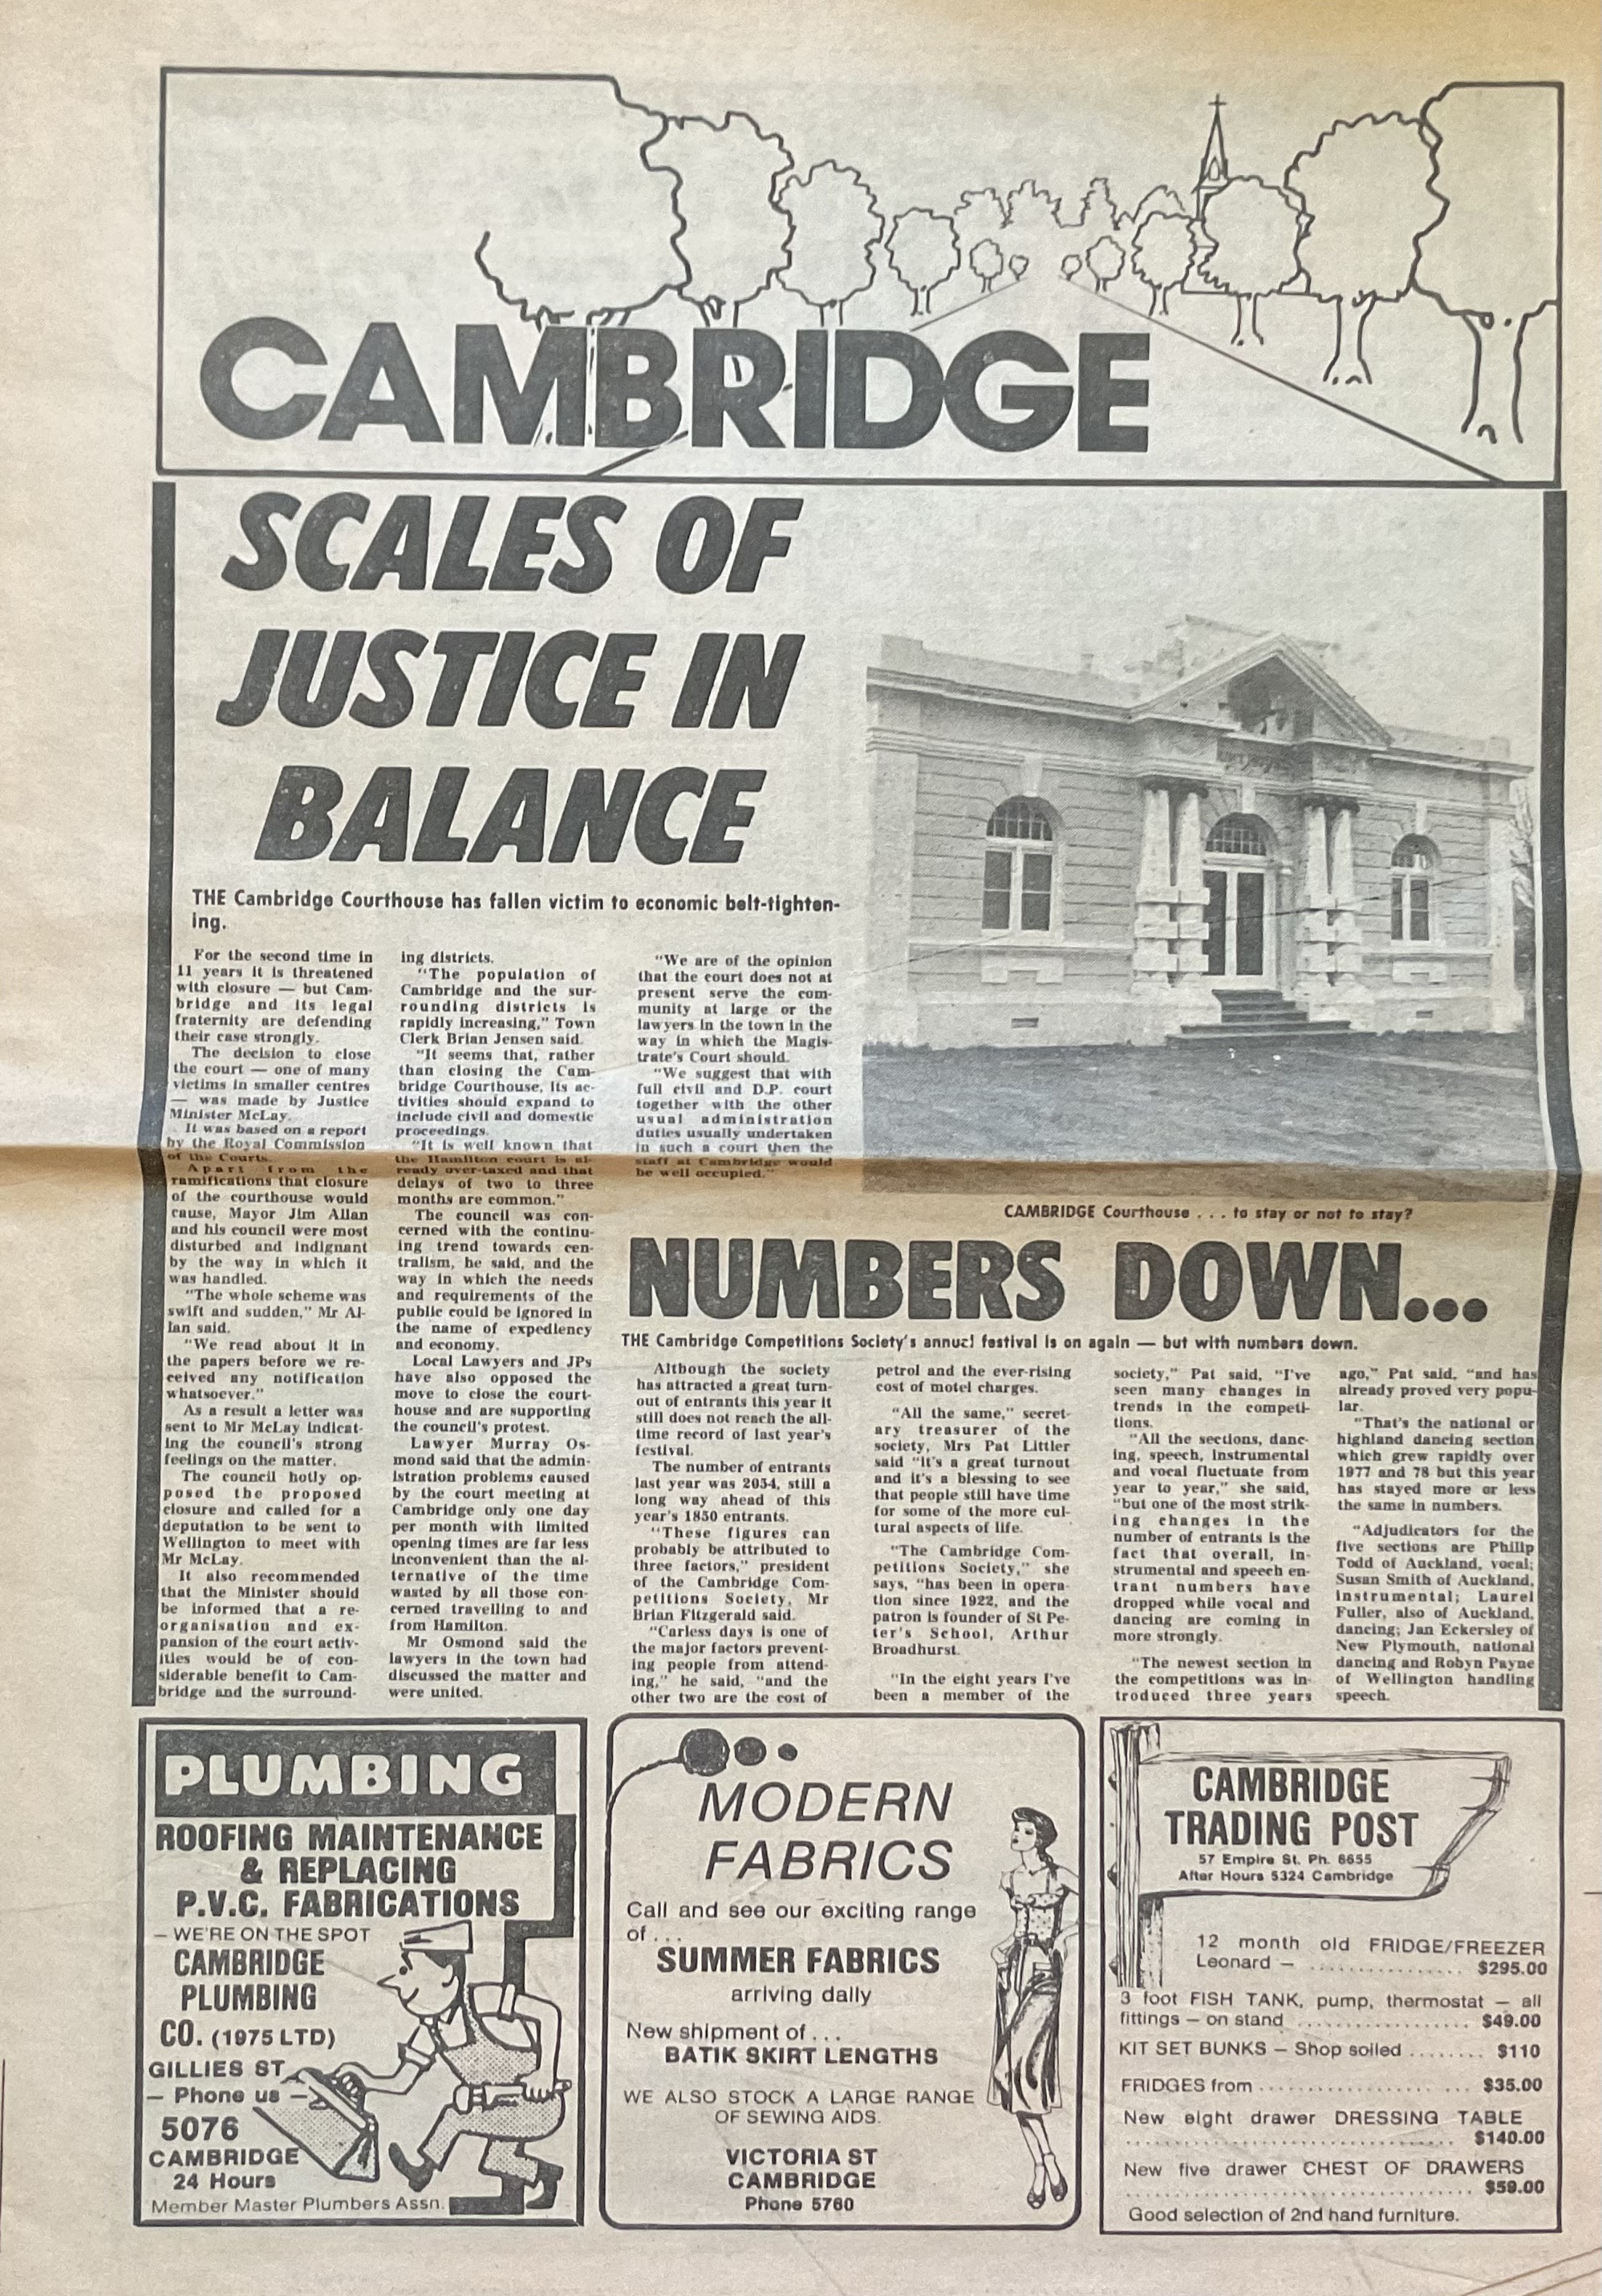 CAMBRIDGE
SCALES OF
JUSTICE IN
BALANCE
THE Cambridge Courthouse has fallen victim to economic belt-tighten-
ing.
For the second time in
11 years it is threatened
with closure — but Cam-
bridge and its legal
fraternity are defending
their case strongly.
The decision to close
the court — one of many
victims in smaller centres
— was made by Justice
Minister McLay.
It was based on a report
by the Royal Commission
of the Courts.
Apart from the
ramifications that closure
of the courthouse would
cause, Mayor Jim Allan
and his council were most
disturbed and indignant
by the way in which it
was handled.
"The whole scheme was
swift and sudden," Mr Al-
lan said.
"We read about it in
the papers before we re-
ceived any notification
whatsoever."
As a result a letter was
sent to Mr McLay indicat-
ing the council's strong
feelings on the matter.
The council hotly op-
posed the proposed
closure and called for a
deputation to be sent to
Wellington to meet with
Mr McLay.
It also recommended
that the Minister should
be informed that a re-
organisation and ex-
pansion of the court activ-
ities would be of con-
siderable benefit to Cam-
bridge and the surround-
ing districts.
"The population of
Cambridge and the sur-
rounding districts is
rapidly increasing," Town
Clerk Brian Jensen said.
"It seems that, rather
than closing the Cam-
bridge Courthouse, its ac-
tivities should expand to
include civil and domestic
proceedings.
"It is well known that
the Hamilton court is al-
ready over-taxed and that
delays of two to three
months are common."
The council was con-
cerned with the continu-
ing trend towards cen-
tralism, he said, and the
way in which the needs
and requirements of the
public could be ignored in
the name of expediency
and economy.
Local Lawyers and JPs
have also opposed the
move to close the court-
house and are supporting
the council's protest.
Lawyer Murray Os-
mond said that the admin-
istration problems caused
by the court meeting at
Cambridge only one day
per month with limited
opening times are far less
inconvenient than the al-
ternative of the time
wasted by all those con-
cerned travelling to and
from Hamilton.
Mr Osmond said the
lawyers in the town had
discussed the matter and
were united.
"We are of the opinion
that the court does not at
present serve the com-
munity at large or the
lawyers in the town in the
way in which the Magis-
trate's Court should.
"We suggest that with
full civil and D.P. court
together with the other
usual administration
duties usually undertaken
in such a court then the
staff at Cambridge would
be well occupied."
CAMBRIDGE Courthouse . . . to stay or not to stay?
NUMBERS DOWN...
THE Cambridge Competitions Society's annual festival is on again — but with numbers down.
Although the society
has attracted a great turn-
out of entrants this year it
still does not reach the all-
time record of last year's
festival.
The number of entrants
last year was 2054, still a
long way ahead of this
year's 1850 entrants.
"These figures can
probably be attributed to
three factors," president
of the Cambridge Com-
petitions Society, Mr
Brian Fitzgerald said.
"Carless days is one of
the major factors prevent-
ing people from attend-
ing," he said, "and the
other two are the cost of
petrol and the ever-rising
cost of motel charges.
"All the same," secret-
ary treasurer of the
society, Mrs Pat Littler
said "it's a great turnout
and it's a blessing to see
that people still have time
for some of the more cul-
tural aspects of life.
"The Cambridge Com-
petitions Society," she
says, "has been in opera-
tion since 1922, and the
patron is founder of St Pe-
ter's School, Arthur
Broadhurst.
"In the eight years I've
been a member of the
society," Pat said, "I've
seen many changes in
trends in the competi-
tions.
"All the sections, danc-
ing, speech, instrumental
and vocal fluctuate from
year to year," she said,
"but one of the most strik-
ing changes in the
number of entrants is the
fact that overall, in-
strumental and speech en-
trant numbers have
dropped while vocal and
dancing are coming in
more strongly.
"The newest section in
the competitions was in-
troduced three years
ago," Pat said, "and has
already proved very popu-
lar.
"That's the national or
highland dancing section
which grew rapidly over
1977 and 78 but this year
has stayed more or less
the same in numbers.
"Adjudicators for the
five sections are Philip
Todd of Auckland, vocal;
Susan Smith of Auckland,
instrumental; Laurel
Fuller, also of Auckland,
dancing; Jan Eckersley of
New Plymouth, national
dancing and Robyn Payne
of Wellington handling
speech.
PLUMBING
ROOFING MAINTENANCE
& REPLACING
P.V.C. FABRICATIONS
– WE'RE ON THE SPOT
CAMBRIDGE
PLUMBING
CO. (1975 LTD)
GILLIES ST
– Phone us –
5076
CAMBRIDGE
24 Hours
Member Master Plumbers Assn.
MODERN
FABRICS
Call and see our exciting range
of . . .
SUMMER FABRICS
arriving daily
New shipment of . . .
BATIK SKIRT LENGTHS
WE ALSO STOCK A LARGE RANGE
OF SEWING AIDS.
VICTORIA ST
CAMBRIDGE
Phone 5760
CAMBRIDGE
TRADING POST
57 Empire St. Ph. 6655
After Hours 5324 Cambridge
12 month old FRIDGE/FREEZER
Leonard – ................ $295.00
3 foot FISH TANK, pump, thermostat – all
fittings – on stand ................... $49.00
KIT SET BUNKS – Shop soiled ........ $110
FRIDGES from ...................... $35.00
New eight drawer DRESSING TABLE
.................................. $140.00
New five drawer CHEST OF DRAWERS
.................................. $59.00
Good selection of 2nd hand furniture.